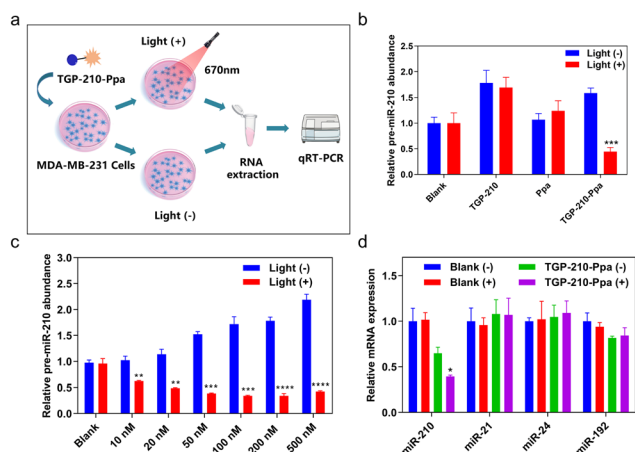 a
Light (+)
TGP-210-Ppa
670nm
MDA-MB-231 Cells
RNA
extraction
qRT-PCR
Light (-)
b
Relative pre-miR-210 abundance
2.5
2.0
1.5
1.0
0.5
0.0
Light (-)
Light (+)
***
Blank
TGP-210
Ppa
TGP-210-Ppa
c
Relative pre-miR-210 abundance
3.0
2.5
2.0
1.5
1.0
0.5
0.0
Light (-)
Light (+)
**
**
***
***
****
****
Blank
10 nM
20 nM
50 nM
100 nM
200 nM
500 nM
d
Relative mRNA expression
1.5
1.0
0.5
0.0
Blank (-)
Blank (+)
TGP-210-Ppa (-)
TGP-210-Ppa (+)
*
miR-210
miR-21
miR-24
miR-192